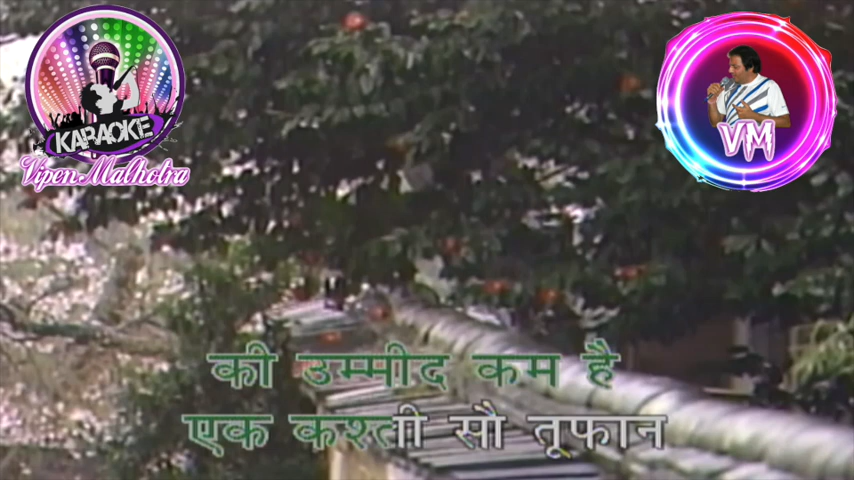 KARAOKE
Vipen Malhotra
VM
की उम्मीद कम है
एक कश्ती सौ तूफान